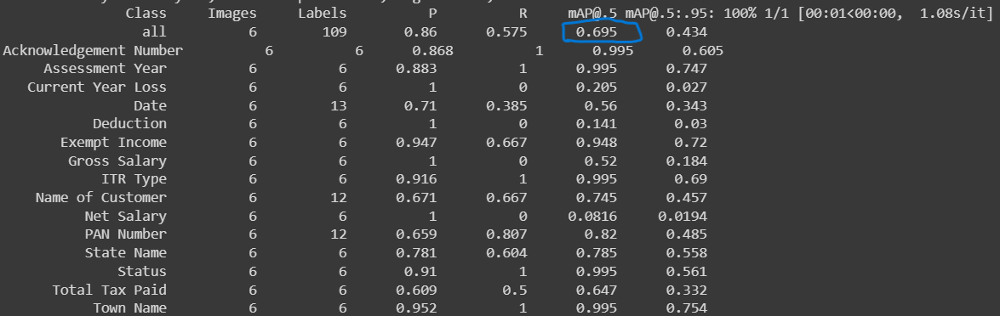 Class Images Labels P R mAP@.5 mAP@.5:.95: 100% 1/1 [00:01<00:00, 1.08s/it]
all 6 109 0.86 0.575 0.695 0.434
Acknowledgement Number 6 6 0.868 1 0.995 0.605
Assessment Year 6 6 0.883 1 0.995 0.747
Current Year Loss 6 6 1 0 0.205 0.027
Date 6 13 0.71 0.385 0.56 0.343
Deduction 6 6 1 0 0.141 0.03
Exempt Income 6 6 0.947 0.667 0.948 0.72
Gross Salary 6 6 1 0 0.52 0.184
ITR Type 6 6 0.916 1 0.995 0.69
Name of Customer 6 12 0.671 0.667 0.745 0.457
Net Salary 6 6 1 0 0.0816 0.0194
PAN Number 6 12 0.659 0.807 0.82 0.485
State Name 6 6 0.781 0.604 0.785 0.558
Status 6 6 0.91 1 0.995 0.561
Total Tax Paid 6 6 0.609 0.5 0.647 0.332
Town Name 6 6 0.952 1 0.995 0.754